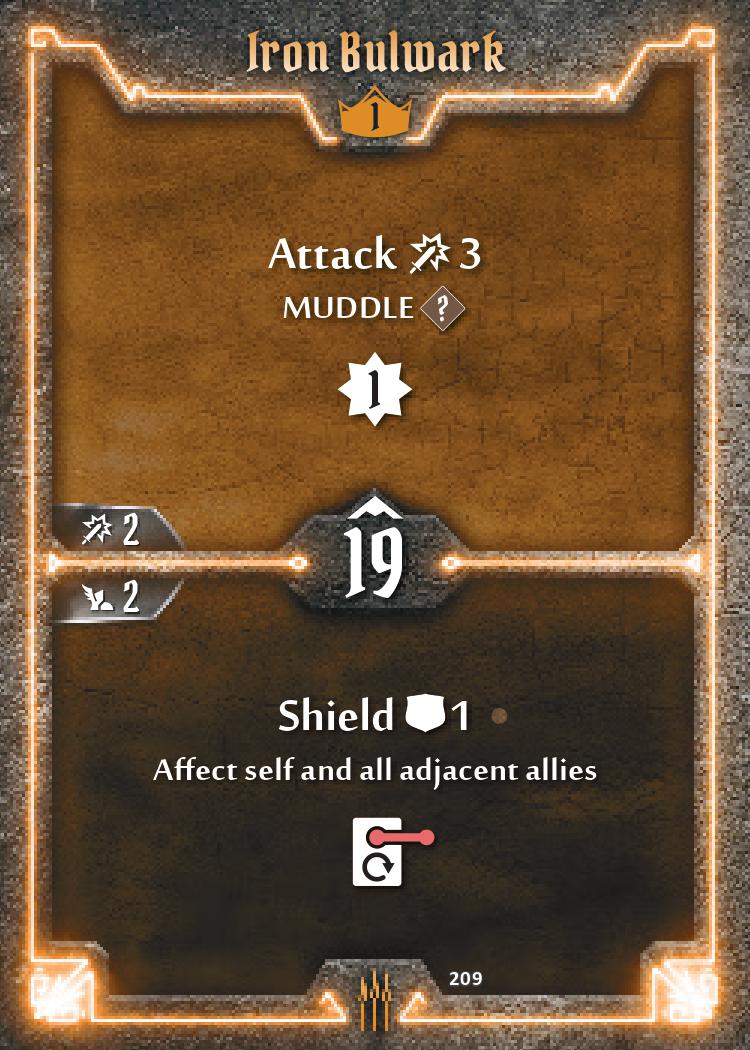 Iron Bulwark
1
Attack 3
MUDDLE ?
1
2
19
2
Shield 1
Affect self and all adjacent allies
209